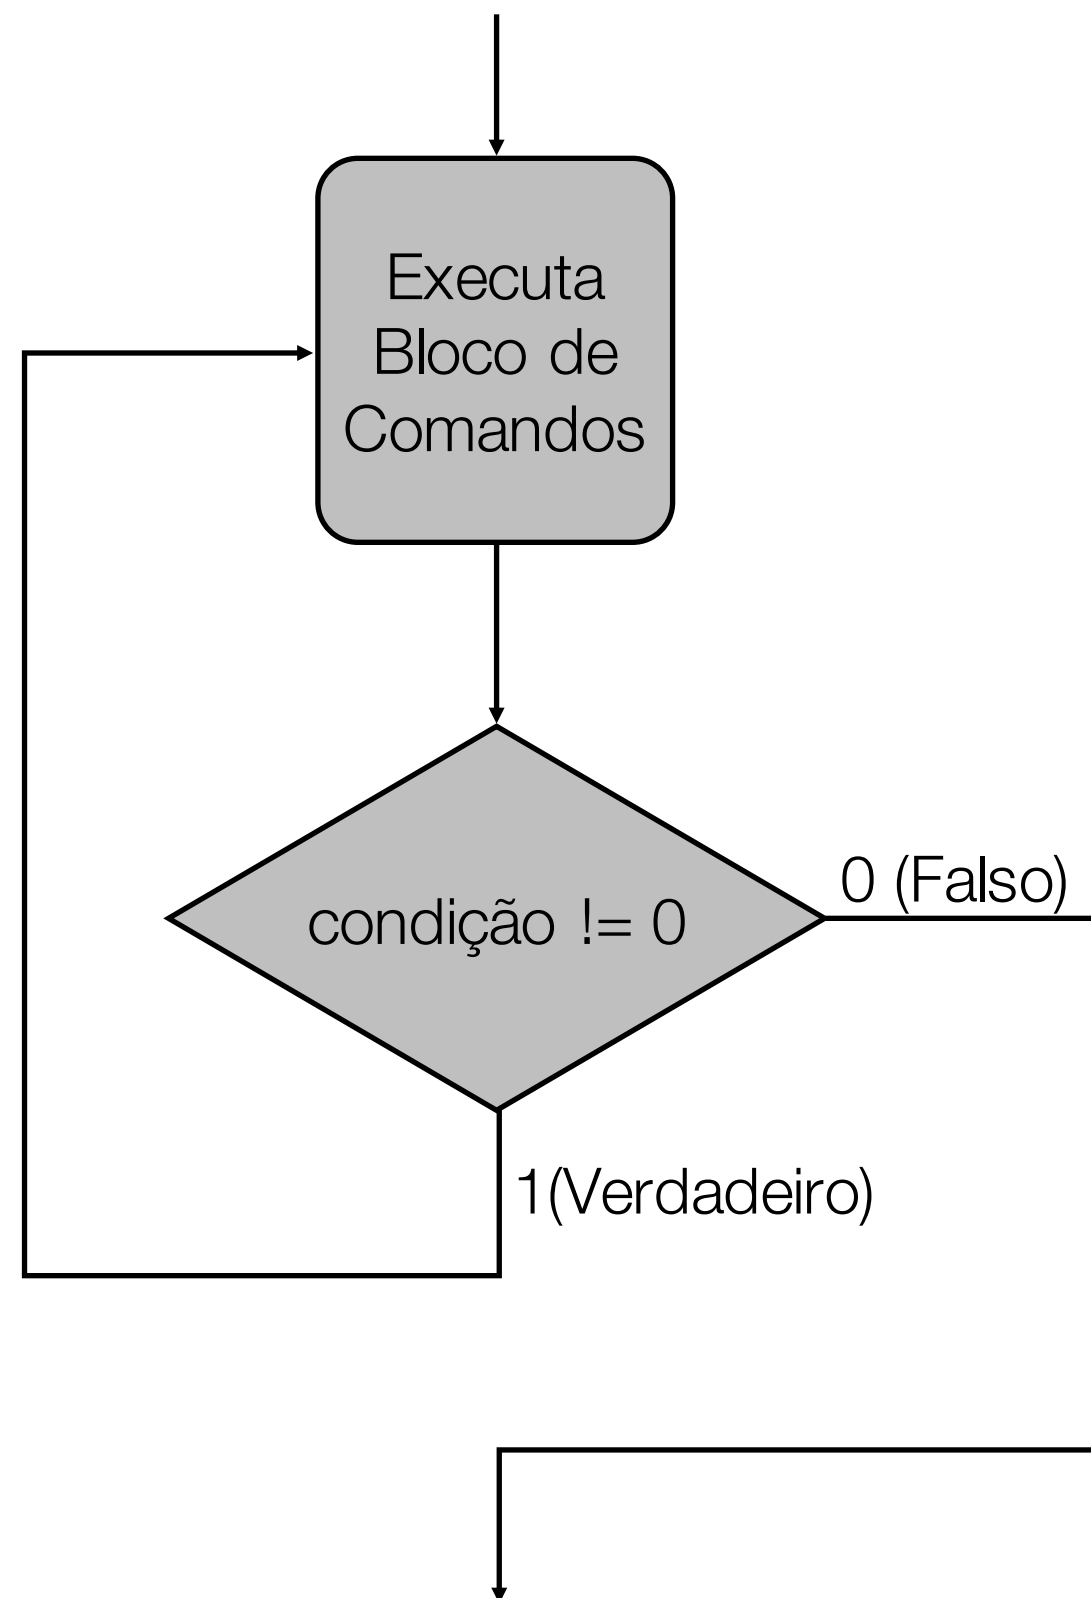 Executa
Bloco de
Comandos
condição != 0
0 (Falso)
1(Verdadeiro)